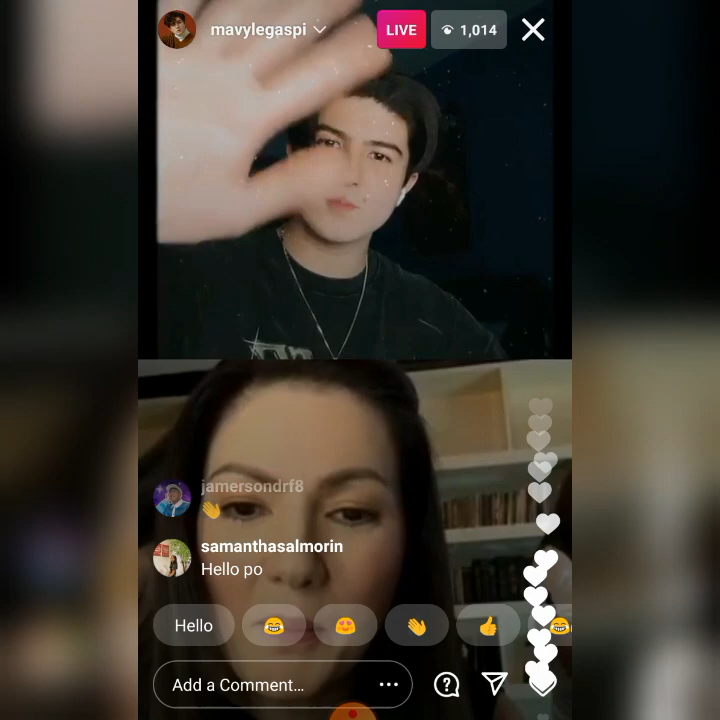 mavylegaspi
LIVE
1,014
jamersondrf8
samanthasalmorin
Hello po
Hello
Add a Comment…